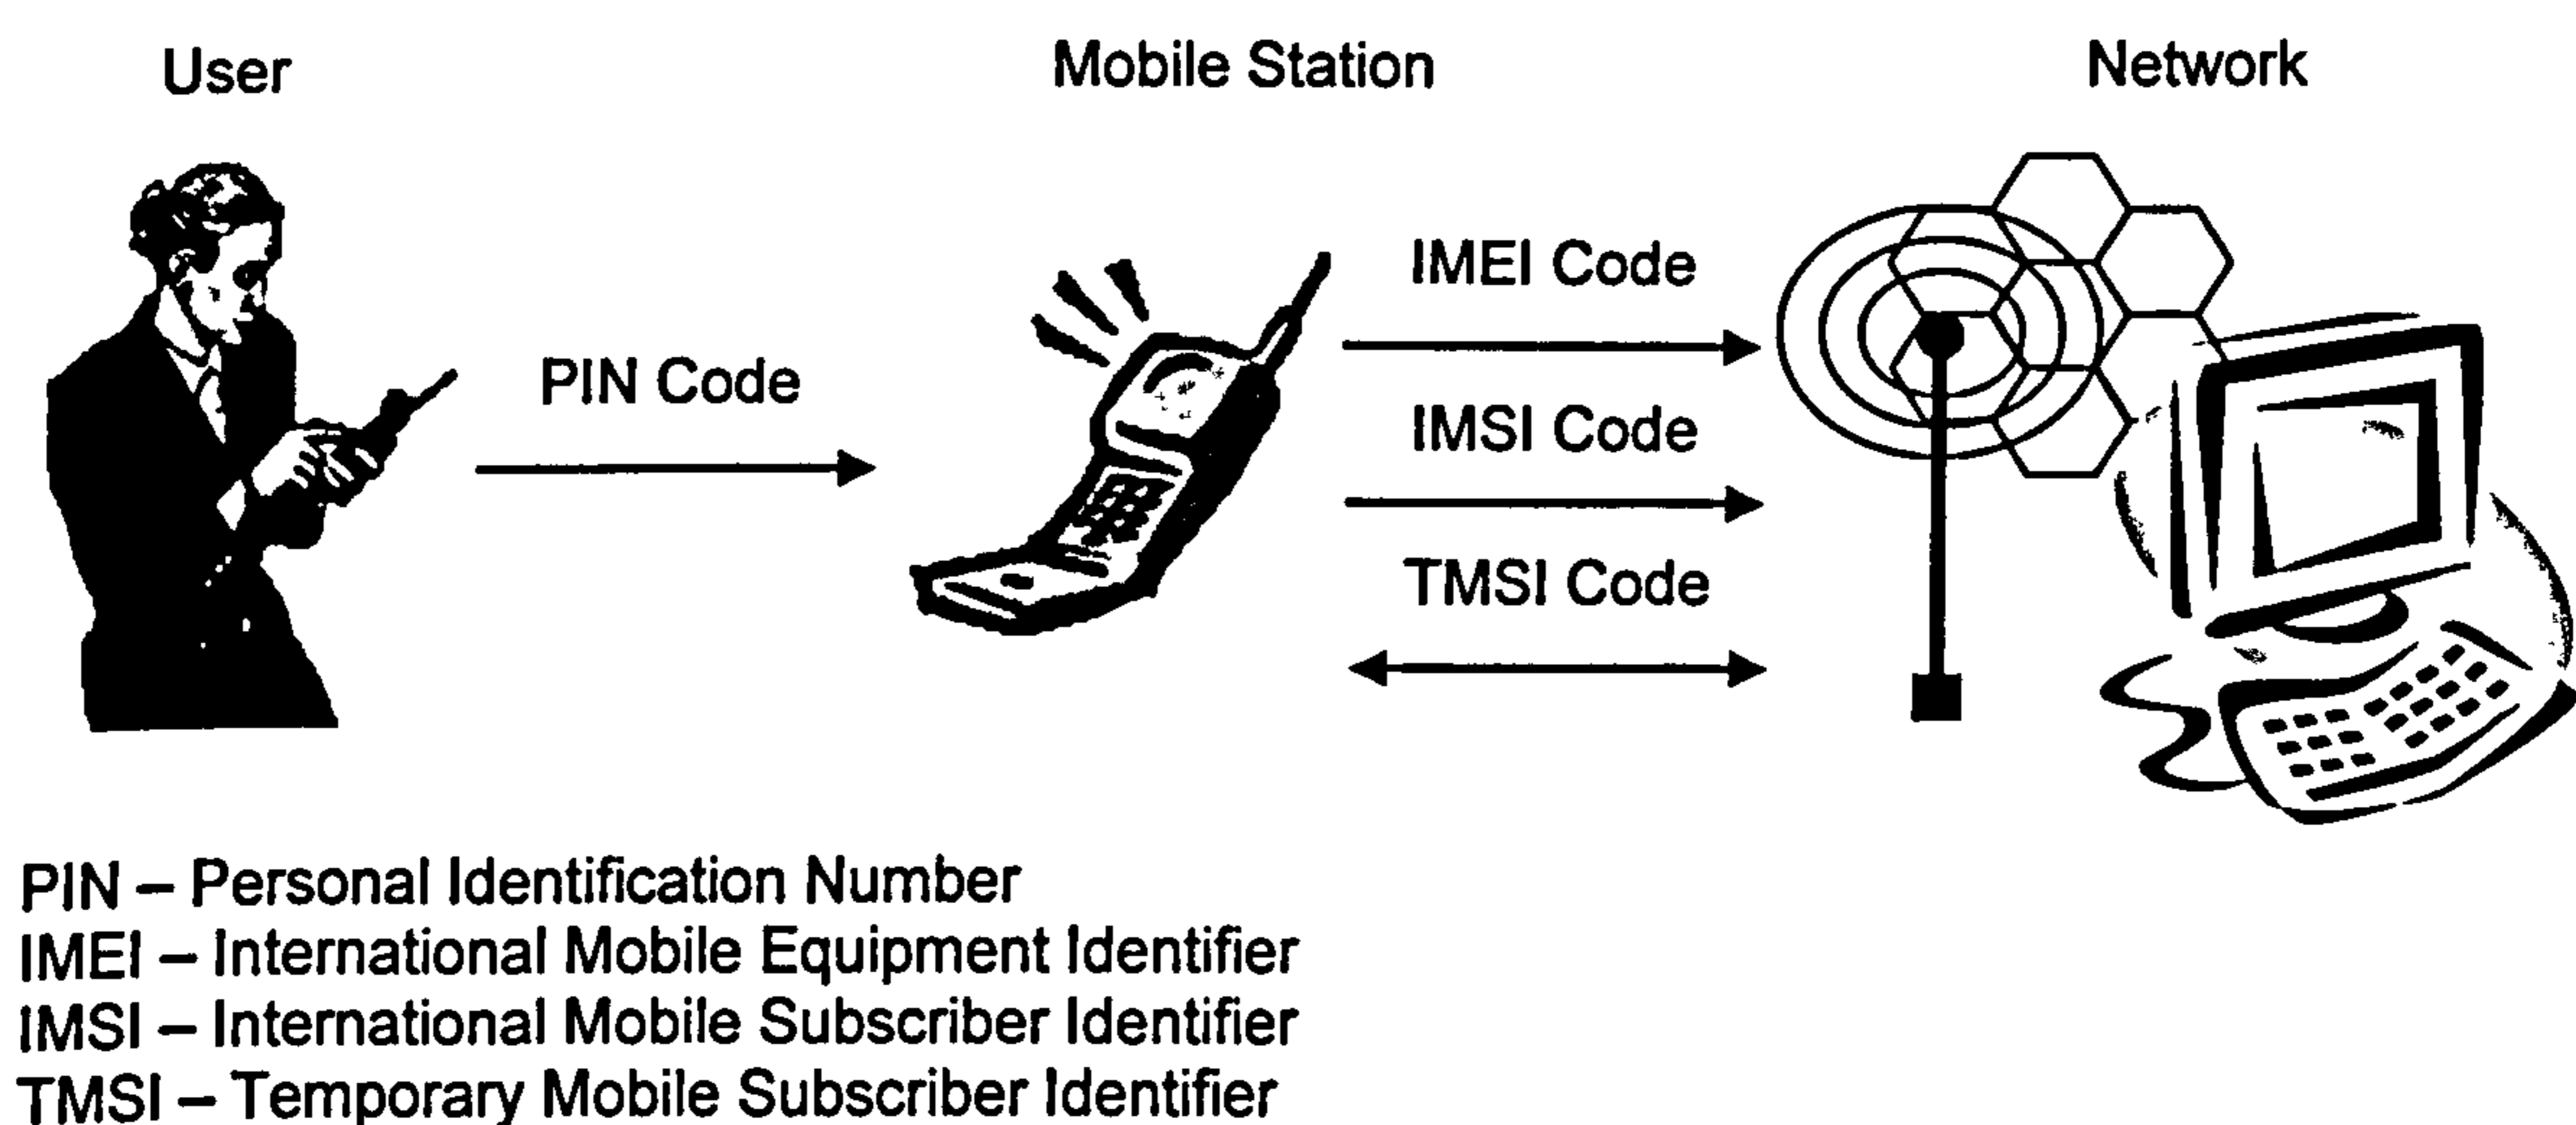 User
Mobile Station
Network
PIN Code
IMEI Code
IMSI Code
TMSI Code
PIN – Personal Identification Number
IMEI – International Mobile Equipment Identifier
IMSI – International Mobile Subscriber Identifier
TMSI – Temporary Mobile Subscriber Identifier